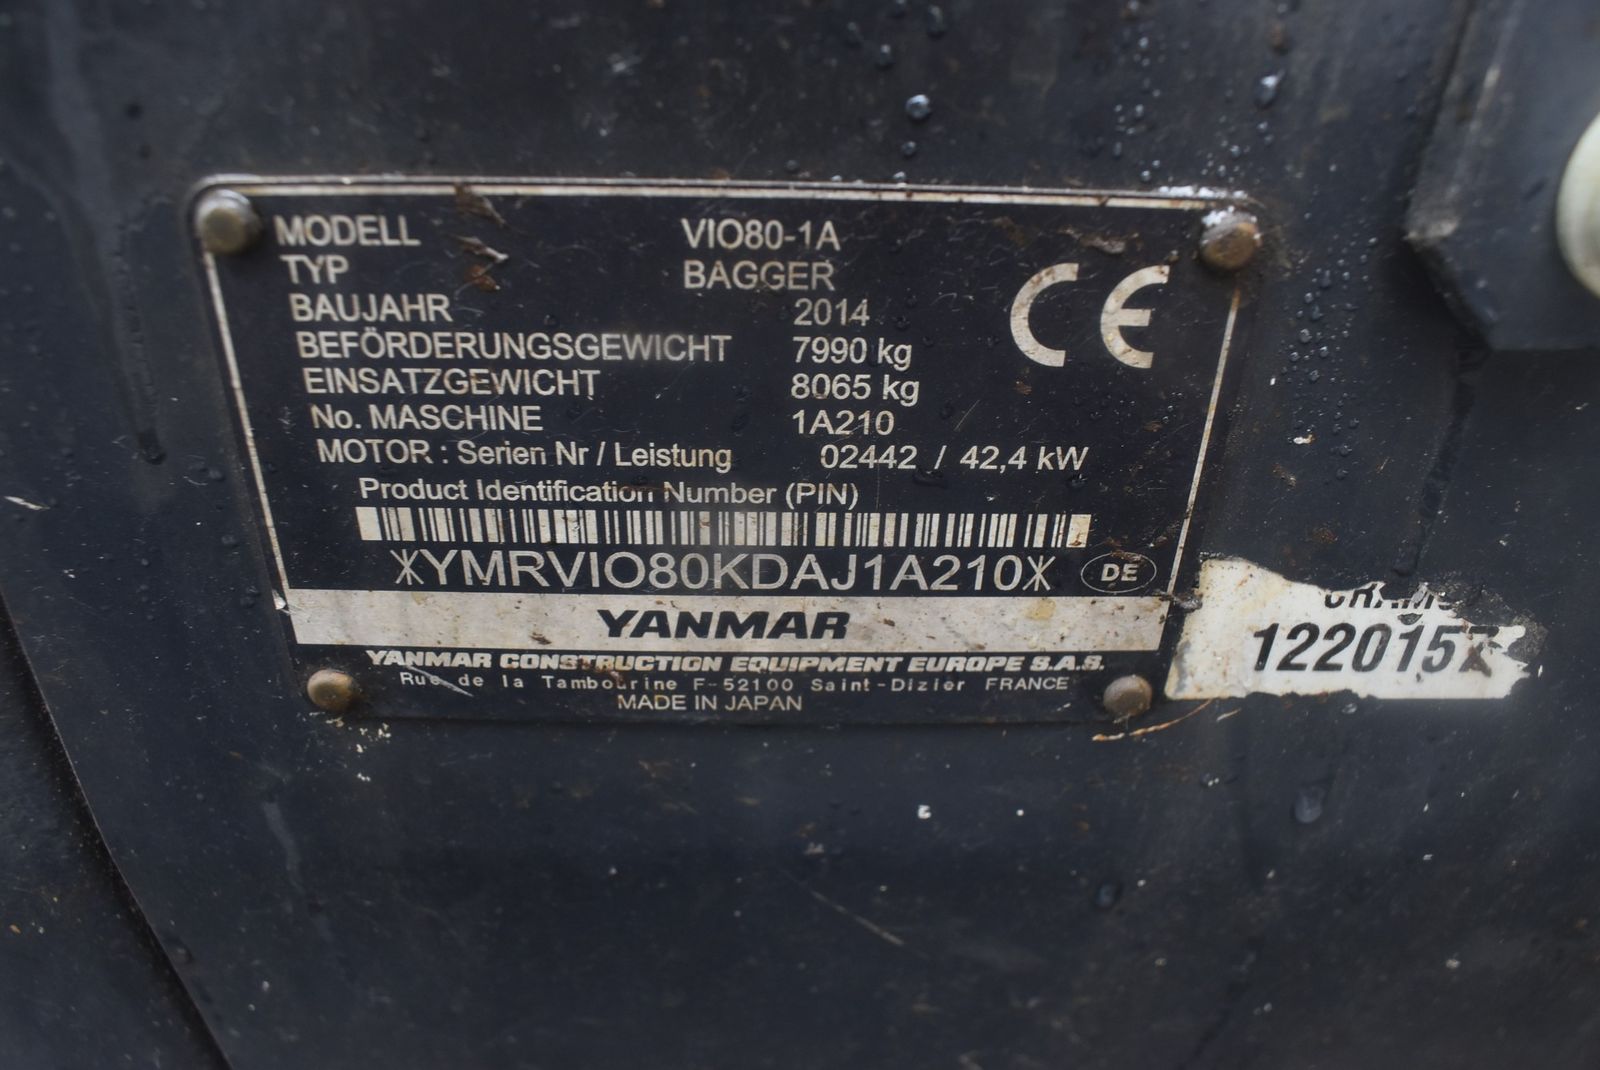 MODELL VIO80-1A
TYP BAGGER
BAUJAHR 2014
BEFÖRDERUNGSGEWICHT 7990 kg
EINSATZGEWICHT 8065 kg
No. MASCHINE 1A210
MOTOR : Serien Nr / Leistung 02442 / 42,4 kW
CE
Product Identification Number (PIN)
*YMRVIO80KDAJ1A210* DE
YANMAR
YANMAR CONSTRUCTION EQUIPMENT EUROPE S.A.S.
Rue de la Tambourine F-52100 Saint-Dizier FRANCE
MADE IN JAPAN
122015